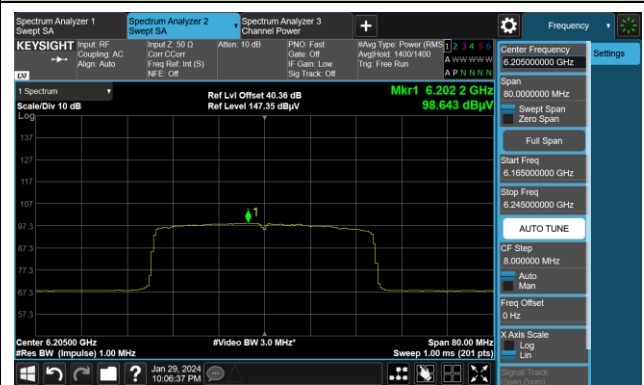 Spectrum Analyzer 1
Swept SA
Spectrum Analyzer 2
Swept SA
Spectrum Analyzer 3
Channel Power
Frequency
KEYSIGHT
Input: RF
Coupling: AC
Align: Auto
Input Z: 50 Ω
Corr CCorr
Freq Ref: Int (S)
NFE: Off
Atten: 10 dB
PNO: Fast
Gate: Off
IF Gain: Low
Sig Track: Off
#Avg Type: Power (RMS
Avg|Hold: 1400/1400
Trig: Free Run
1 2 3 4 5 6
A W W W W W
A P N N N N
LXI
1 Spectrum
Scale/Div 10 dB
Log
Ref Lvl Offset 40.36 dB
Ref Level 147.35 dBµV
Mkr1 6.202 2 GHz
98.643 dBµV
137
127
117
107
97.3
87.3
77.3
67.3
57.3
1
Center 6.20500 GHz
#Res BW (Impulse) 1.00 MHz
#Video BW 3.0 MHz*
Span 80.00 MHz
Sweep 1.00 ms (201 pts)
Jan 29, 2024
10:06:37 PM
Center Frequency
6.205000000 GHz
Settings
Span
80.0000000 MHz
Swept Span
Zero Span
Full Span
Start Freq
6.165000000 GHz
Stop Freq
6.245000000 GHz
AUTO TUNE
CF Step
8.000000 MHz
Auto
Man
Freq Offset
0 Hz
X Axis Scale
Log
Lin
Signal Track
(Span Zoom)